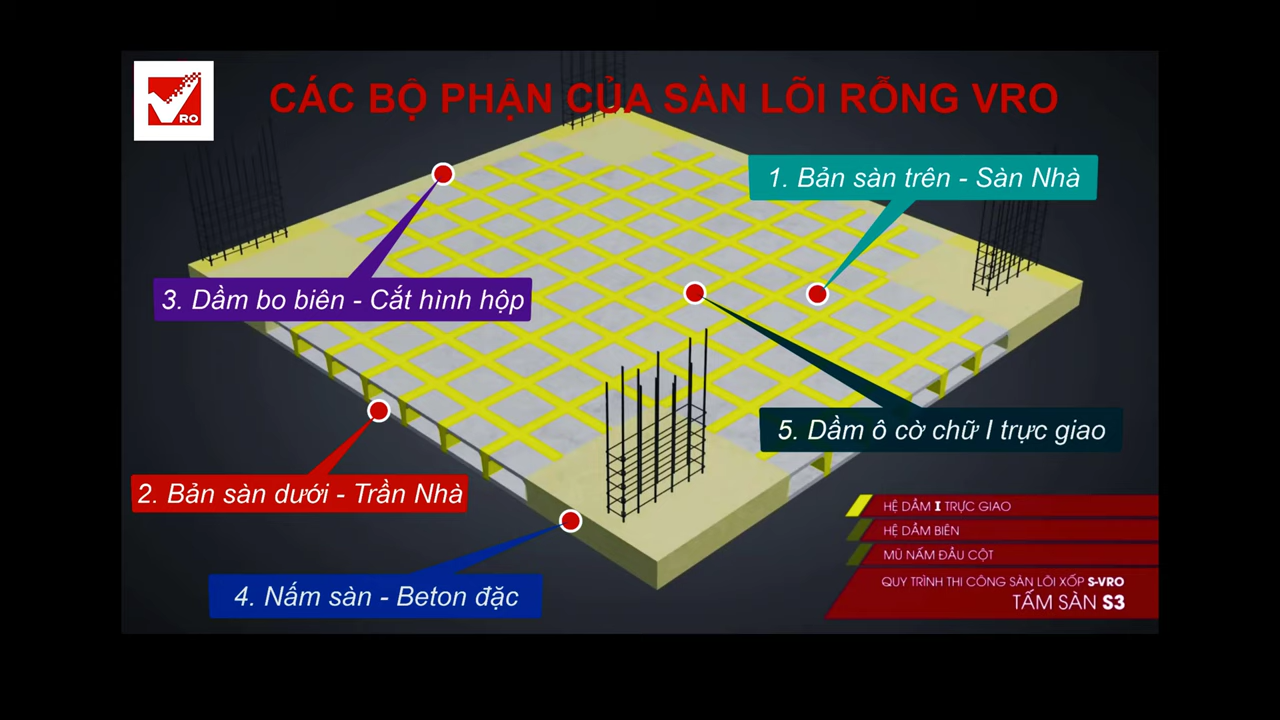 RO
CÁC BỘ PHẬN CỦA SÀN LÕI RỖNG VRO
1. Bản sàn trên - Sàn Nhà
3. Dầm bo biên - Cắt hình hộp
5. Dầm ô cờ chữ I trực giao
2. Bản sàn dưới - Trần Nhà
4. Nấm sàn - Beton đặc
HỆ DẦM I TRỰC GIAO
HỆ DẦM BIÊN
MŨ NẤM ĐẦU CỘT
QUY TRÌNH THI CÔNG SÀN LÕI XỐP S-VRO
TẤM SÀN S3